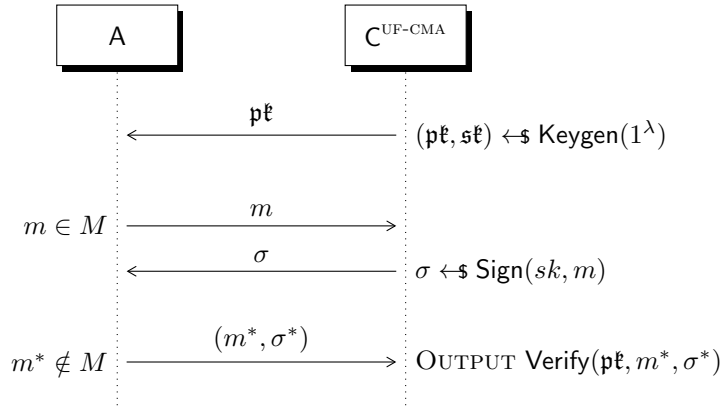 A
C^UF-CMA
𝔭𝔨
(𝔭𝔨, 𝔰𝔨) ←$ Keygen(1^λ)
m ∈ M
m
σ
σ ←$ Sign(sk, m)
m* ∉ M
(m*, σ*)
OUTPUT Verify(𝔭𝔨, m*, σ*)